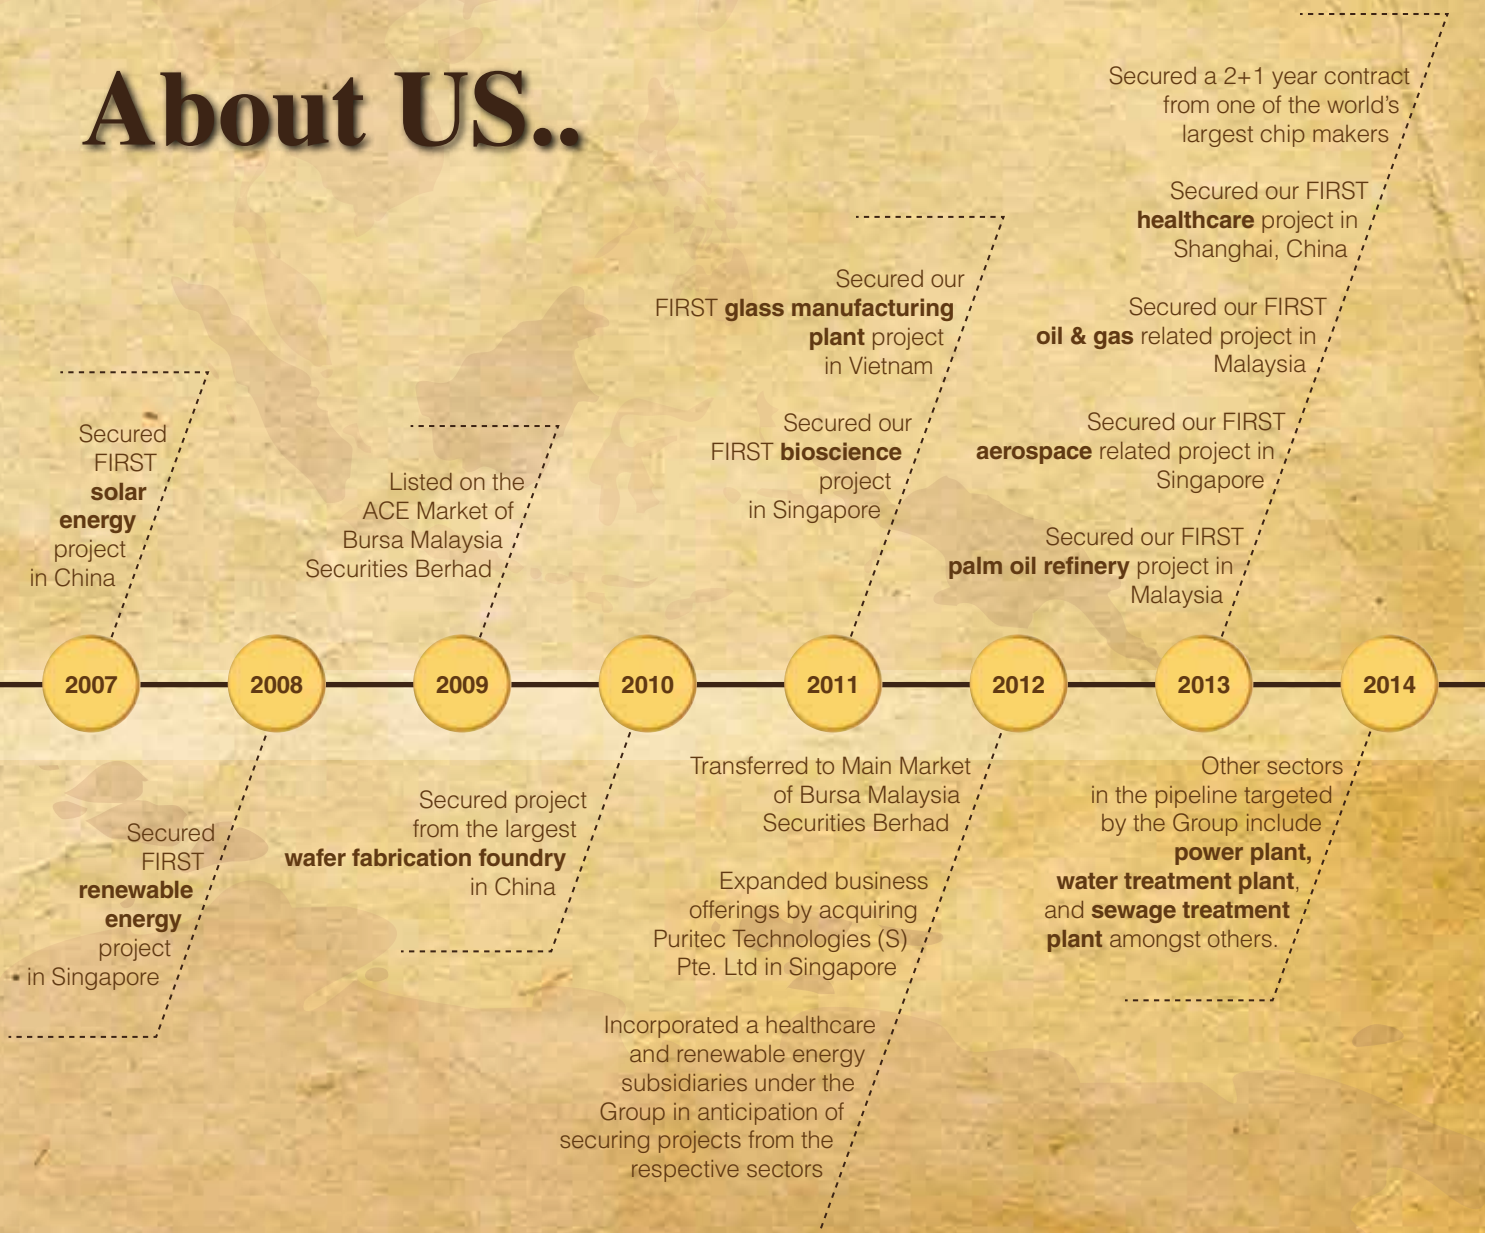 About US..
Secured
FIRST
solar
energy
project
in China
Listed on the
ACE Market of
Bursa Malaysia
Securities Berhad
Secured our
FIRST glass manufacturing
plant project
in Vietnam
Secured our
FIRST bioscience
project
in Singapore
Secured a 2+1 year contract
from one of the world's
largest chip makers
Secured our FIRST
healthcare project in
Shanghai, China
Secured our FIRST
oil & gas related project in
Malaysia
Secured our FIRST
aerospace related project in
Singapore
Secured our FIRST
palm oil refinery project in
Malaysia
2007 2008 2009 2010 2011 2012 2013 2014
Secured
FIRST
renewable
energy
project
in Singapore
Secured project
from the largest
wafer fabrication foundry
in China
Transferred to Main Market
of Bursa Malaysia
Securities Berhad
Expanded business
offerings by acquiring
Puritec Technologies (S)
Pte. Ltd in Singapore
Incorporated a healthcare
and renewable energy
subsidiaries under the
Group in anticipation of
securing projects from the
respective sectors
Other sectors
in the pipeline targeted
by the Group include
power plant,
water treatment plant,
and sewage treatment
plant amongst others.